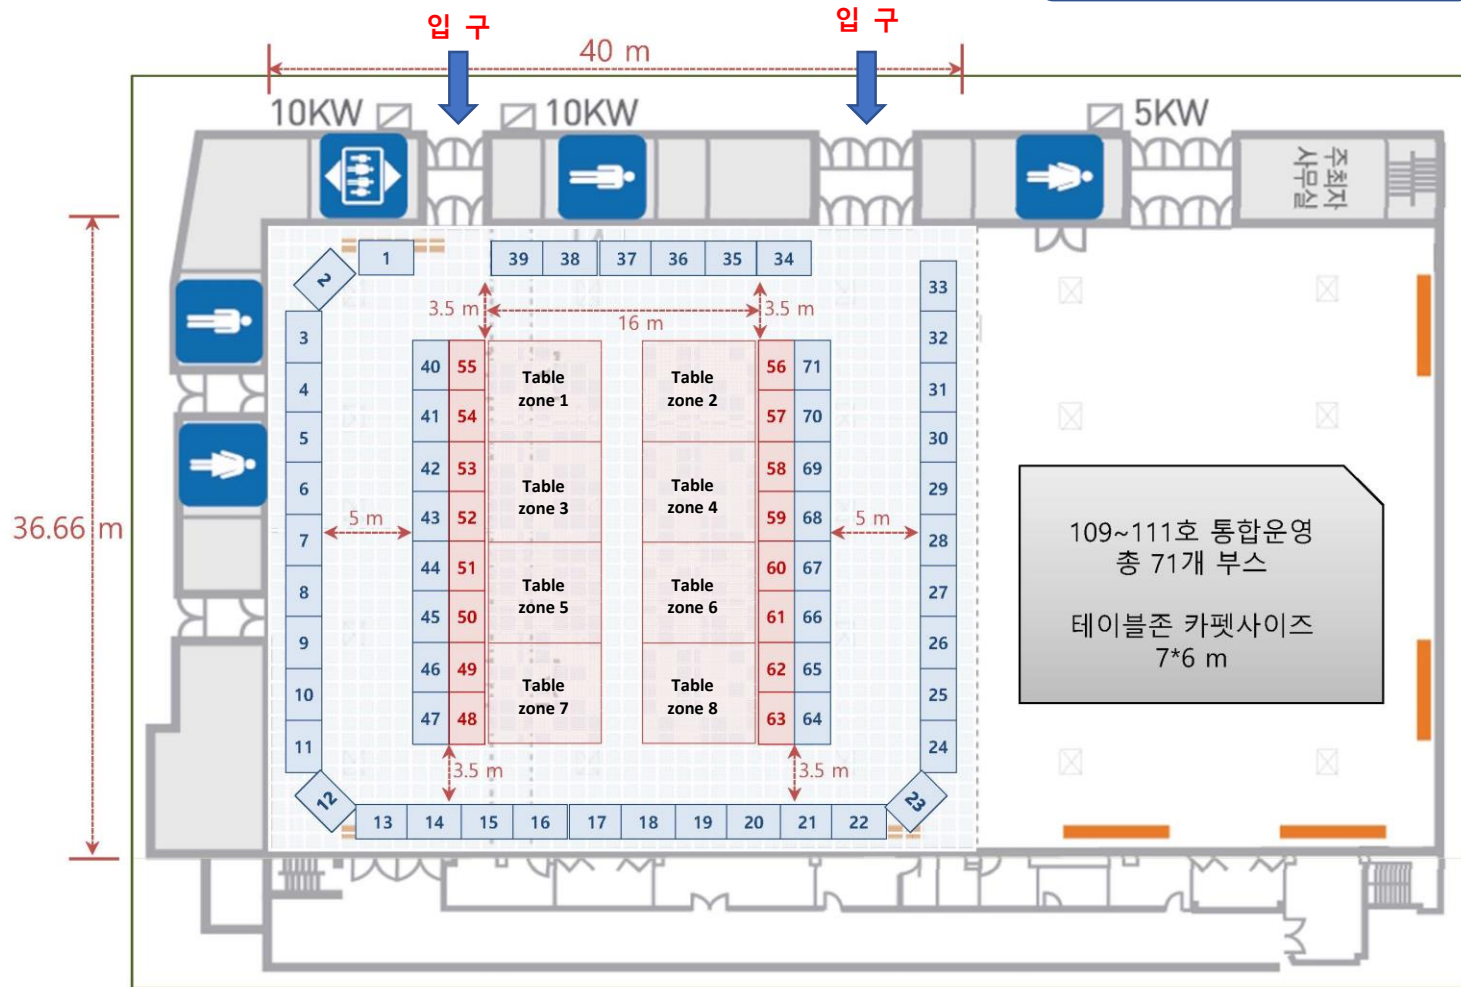 입 구
입 구
40 m
10KW
10KW
5KW
주최자
사무실
36.66 m
1
2
39 38 37 36 35 34
33
3.5 m
16 m
3.5 m
3
4
5
6
7
8
9
10
11
12
40 55
41 54
42 53
43 52
44 51
45 50
46 49
47 48
Table
zone 1
Table
zone 2
Table
zone 3
Table
zone 4
Table
zone 5
Table
zone 6
Table
zone 7
Table
zone 8
56 71
57 70
58 69
59 68
60 67
61 66
62 65
63 64
32
31
30
29
28
27
26
25
24
23
5 m
5 m
3.5 m
3.5 m
13 14 15 16 17 18 19 20 21 22
109~111호 통합운영
총 71개 부스
테이블존 카펫사이즈
7*6 m